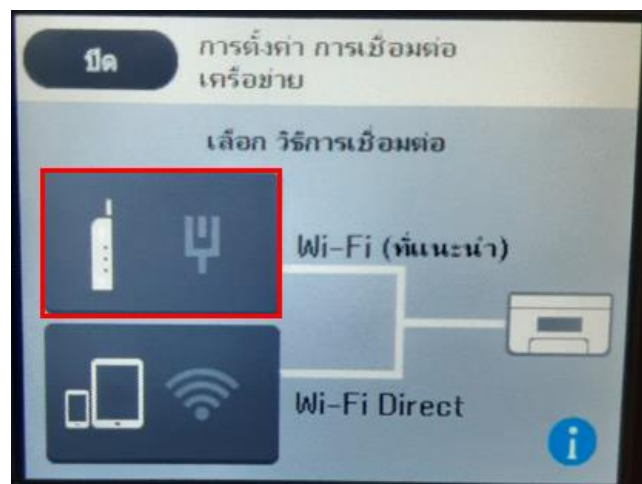 ปิด
การตั้งค่า การเชื่อมต่อ
เครือข่าย
เลือก วิธีการเชื่อมต่อ
Wi-Fi (ที่แนะนำ)
Wi-Fi Direct
i